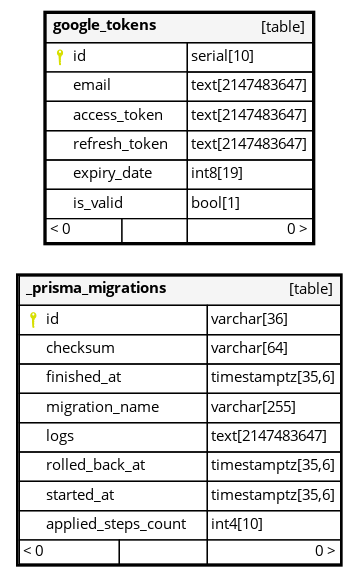 google_tokens [table]
id serial[10]
email text[2147483647]
access_token text[2147483647]
refresh_token text[2147483647]
expiry_date int8[19]
is_valid bool[1]
< 0 0 >
_prisma_migrations [table]
id varchar[36]
checksum varchar[64]
finished_at timestamptz[35,6]
migration_name varchar[255]
logs text[2147483647]
rolled_back_at timestamptz[35,6]
started_at timestamptz[35,6]
applied_steps_count int4[10]
< 0 0 >